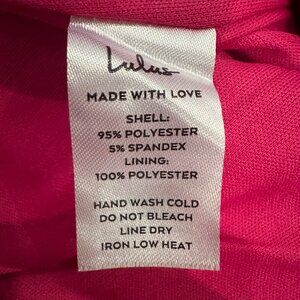 Lulus
MADE WITH LOVE
SHELL:
95% POLYESTER
5% SPANDEX
LINING:
100% POLYESTER
HAND WASH COLD
DO NOT BLEACH
LINE DRY
IRON LOW HEAT